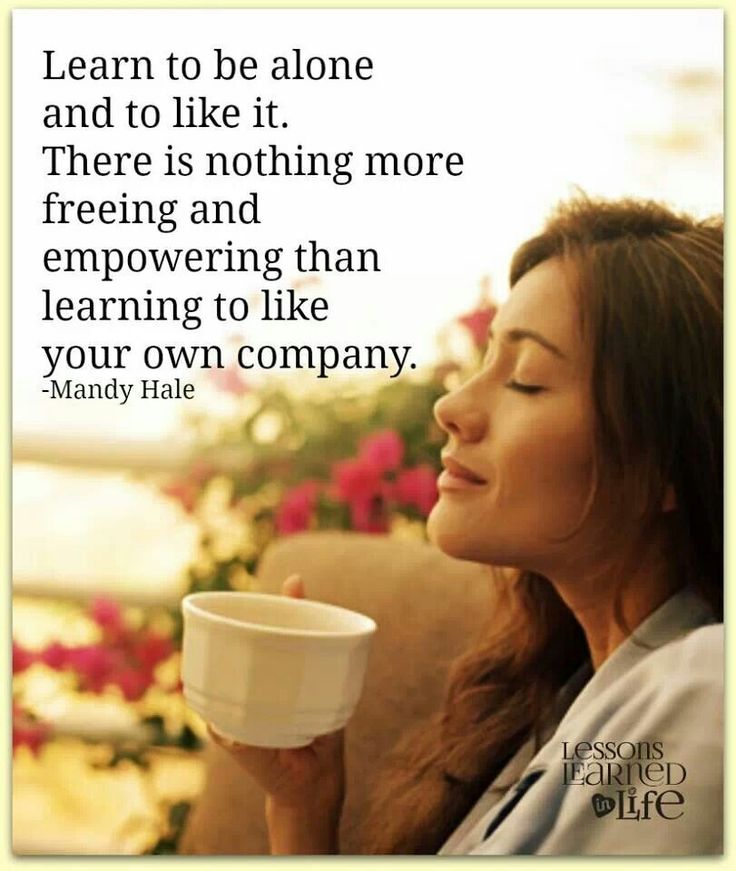 Learn to be alone
and to like it.
There is nothing more
freeing and
empowering than
learning to like
your own company.
-Mandy Hale
LESSONS
LEARNED
in Life